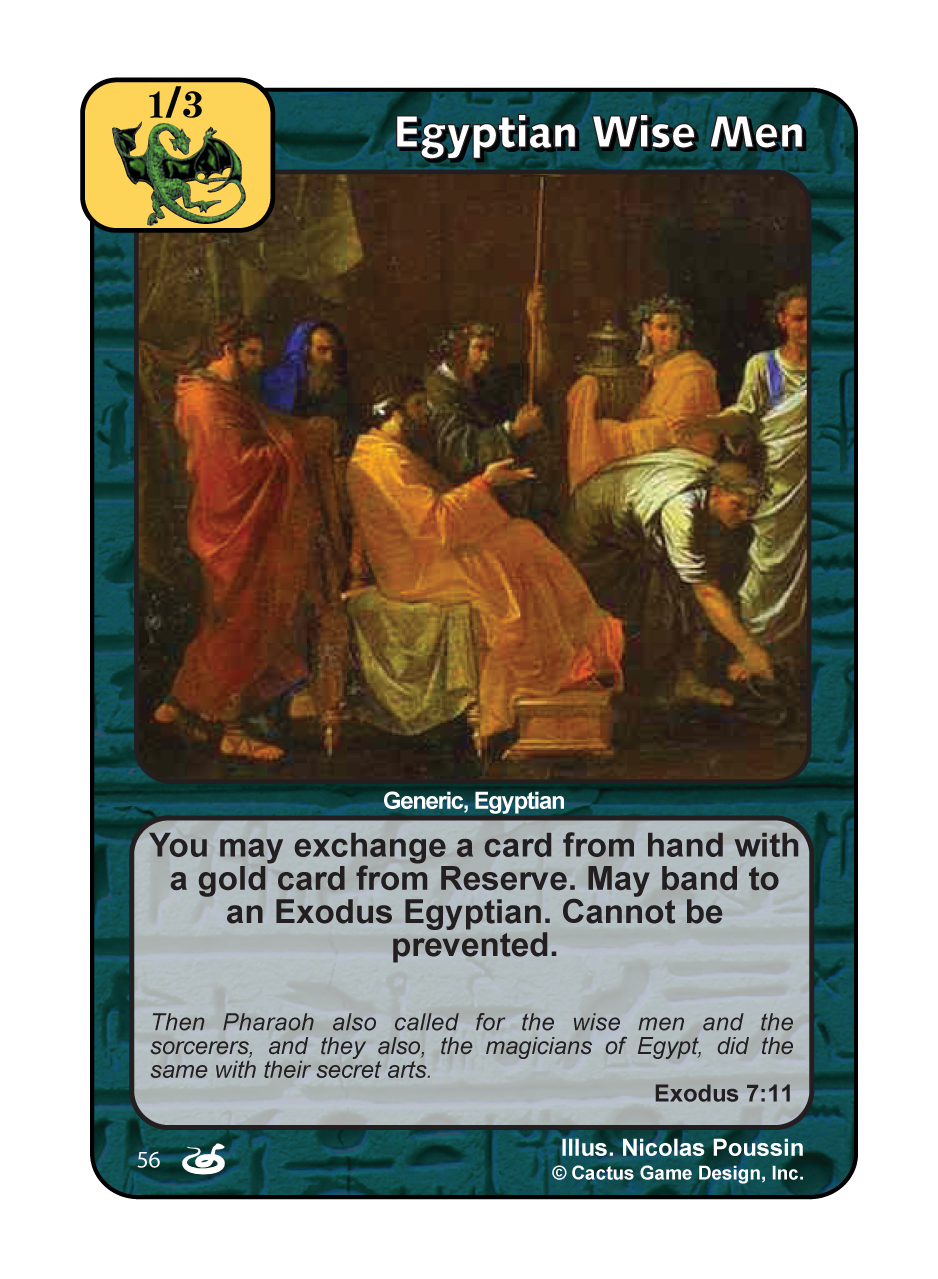 1/3
Egyptian Wise Men
Generic, Egyptian
You may exchange a card from hand with
a gold card from Reserve. May band to
an Exodus Egyptian. Cannot be
prevented.
Then Pharaoh also called for the wise men and the
sorcerers, and they also, the magicians of Egypt, did the
same with their secret arts.
Exodus 7:11
56
Illus. Nicolas Poussin
© Cactus Game Design, Inc.